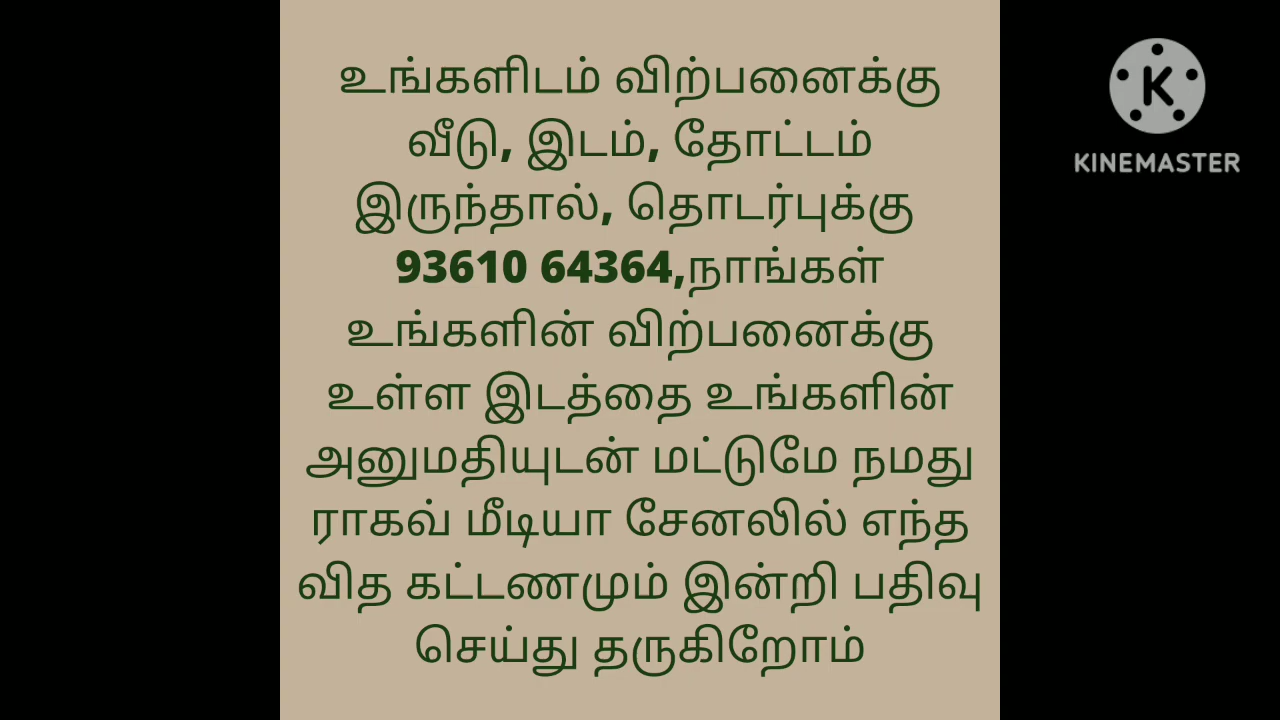 உங்களிடம் விற்பனைக்கு
வீடு, இடம், தோட்டம்
இருந்தால், தொடர்புக்கு
93610 64364,நாங்கள்
உங்களின் விற்பனைக்கு
உள்ள இடத்தை உங்களின்
அனுமதியுடன் மட்டுமே நமது
ராகவ் மீடியா சேனலில் எந்த
வித கட்டணமும் இன்றி பதிவு
செய்து தருகிறோம்
K
KINEMASTER